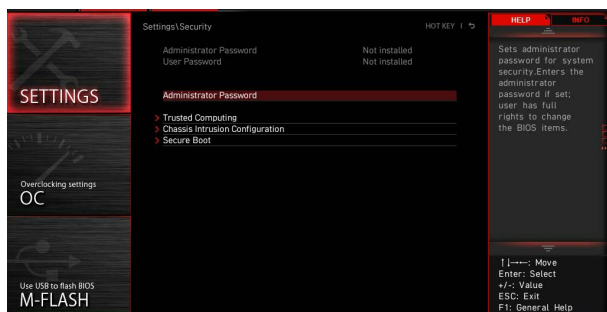 Settings\Security
HOT KEY | ↶
Administrator Password Not installed
User Password Not installed
Administrator Password
> Trusted Computing
> Chassis Intrusion Configuration
> Secure Boot
SETTINGS
Overclocking settings
OC
Use USB to flash BIOS
M-FLASH
HELP INFO
Sets administrator
password for system
security.Enters the
administrator
password if set;
user has full
rights to change
the BIOS items.
↑↓→←: Move
Enter: Select
+/-: Value
ESC: Exit
F1: General Help